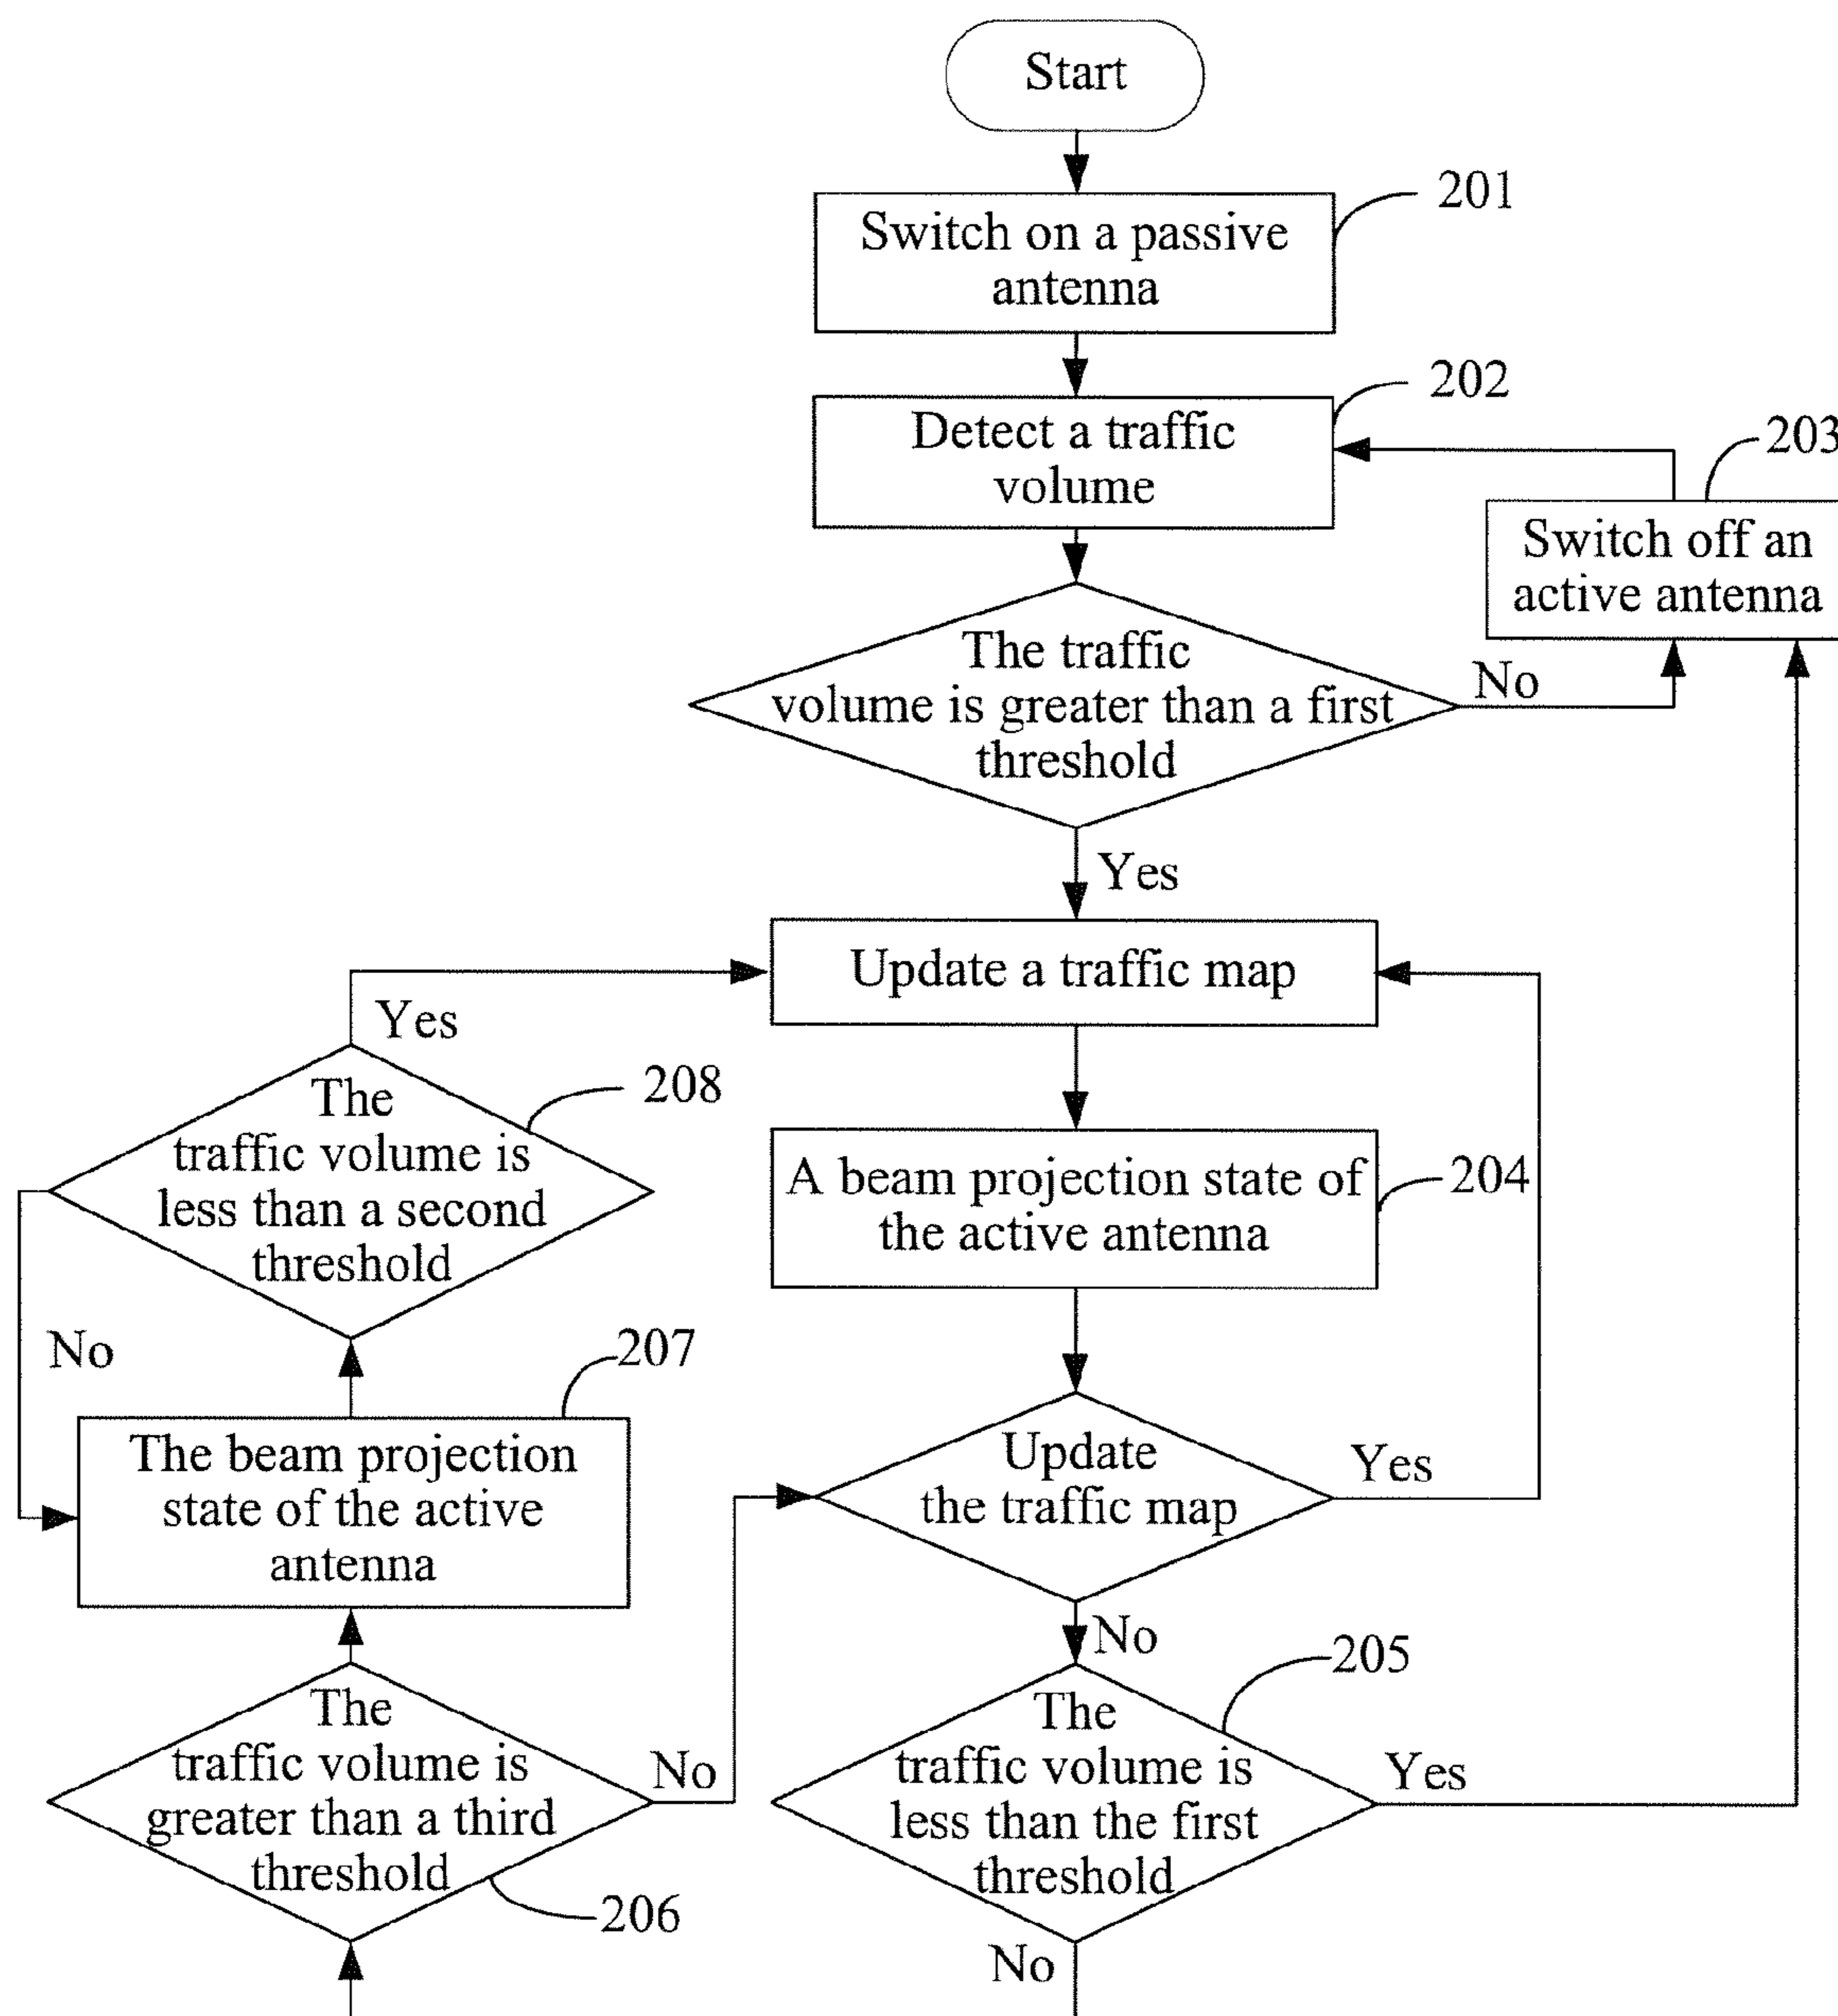 Start
201
Switch on a passive
antenna
202
Detect a traffic
volume
203
Switch off an
active antenna
The traffic
volume is greater than a first
threshold
No
Yes
Update a traffic map
Yes
208
The
traffic volume is
less than a second
threshold
A beam projection state of
the active antenna
204
No
207
The beam projection
state of the active
antenna
Update
the traffic map
Yes
No
205
The
traffic volume is
greater than a third
threshold
No
206
The
traffic volume is
less than the first
threshold
Yes
No